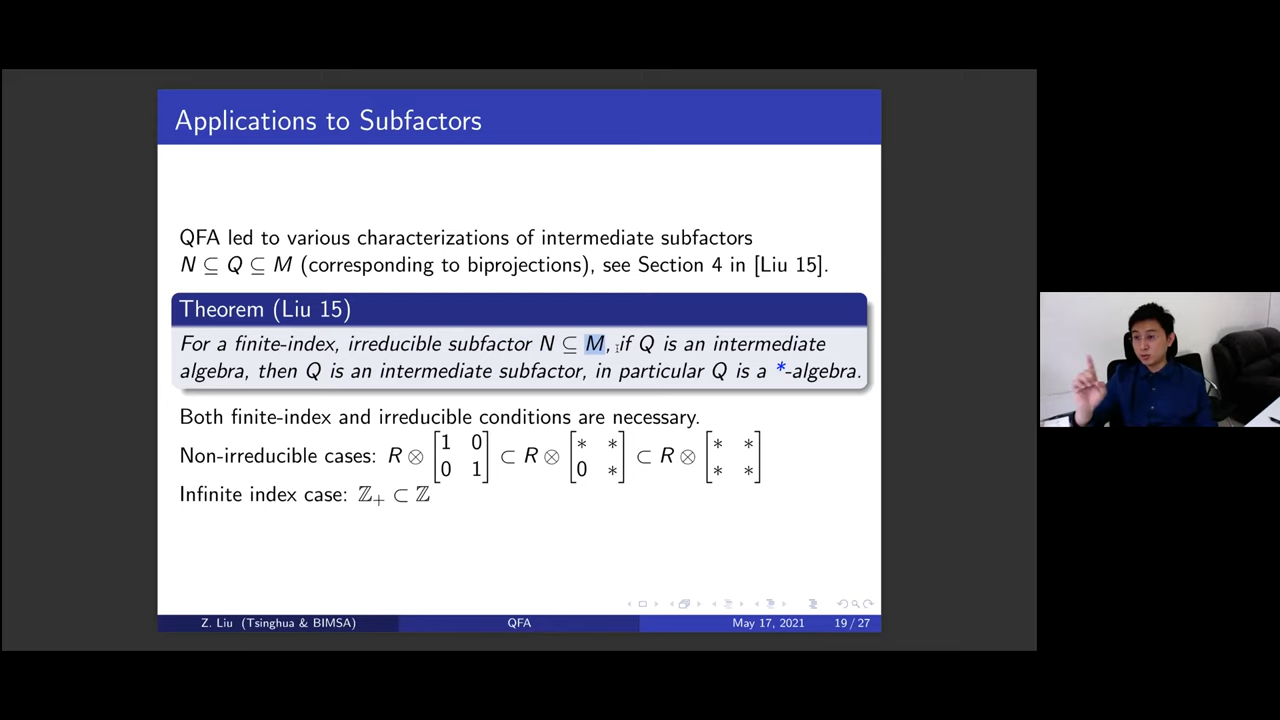 Applications to Subfactors
QFA led to various characterizations of intermediate subfactors
N ⊆ Q ⊆ M (corresponding to biprojections), see Section 4 in [Liu 15].
Theorem (Liu 15)
For a finite-index, irreducible subfactor N ⊆ M, if Q is an intermediate
algebra, then Q is an intermediate subfactor, in particular Q is a *-algebra.
Both finite-index and irreducible conditions are necessary.
Non-irreducible cases: R ⊗ [1 0; 0 1] ⊂ R ⊗ [* *; 0 *] ⊂ R ⊗ [* *; * *]
Infinite index case: ℤ₊ ⊂ ℤ
Z. Liu (Tsinghua & BIMSA) QFA May 17, 2021 19 / 27